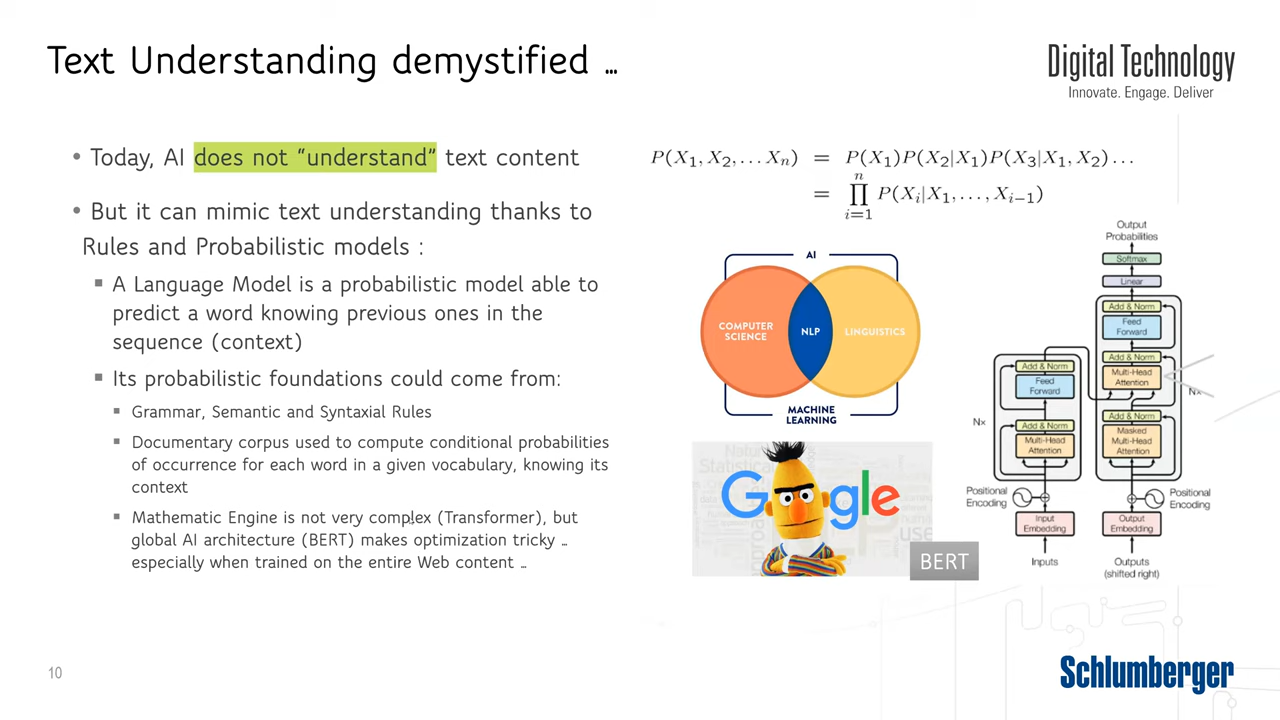 Text Understanding demystified …
Digital Technology
Innovate. Engage. Deliver
• Today, AI does not “understand” text content
• But it can mimic text understanding thanks to
Rules and Probabilistic models :
▪ A Language Model is a probabilistic model able to
predict a word knowing previous ones in the
sequence (context)
▪ Its probabilistic foundations could come from:
▪ Grammar, Semantic and Syntaxial Rules
▪ Documentary corpus used to compute conditional probabilities
of occurrence for each word in a given vocabulary, knowing its
context
▪ Mathematic Engine is not very complex (Transformer), but
global AI architecture (BERT) makes optimization tricky …
especially when trained on the entire Web content …
P(X₁, X₂, … Xₙ) = P(X₁)P(X₂|X₁)P(X₃|X₁, X₂) …
n
= ∏ P(Xᵢ|X₁, …, Xᵢ₋₁)
i=1
AI
COMPUTER
SCIENCE
NLP
LINGUISTICS
MACHINE
LEARNING
Google
BERT
Output
Probabilities
Softmax
Linear
Add & Norm
Feed
Forward
Add & Norm
Multi-Head
Attention
Add & Norm
Masked
Multi-Head
Attention
N×
Add & Norm
Feed
Forward
Add & Norm
Multi-Head
Attention
N×
Positional
Encoding
Positional
Encoding
Input
Embedding
Output
Embedding
Inputs
Outputs
(shifted right)
10
Schlumberger